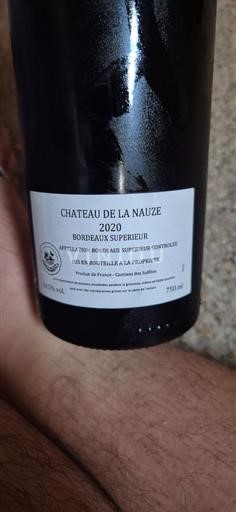 CHATEAU DE LA NAUZE
2020
BORDEAUX SUPERIEUR
APPELLATION BORDEAUX SUPERIEUR CONTROLEE
MIS EN BOUTEILLE A LA PROPRIETE
Produit de France - Contient des Sulfites
750 ml